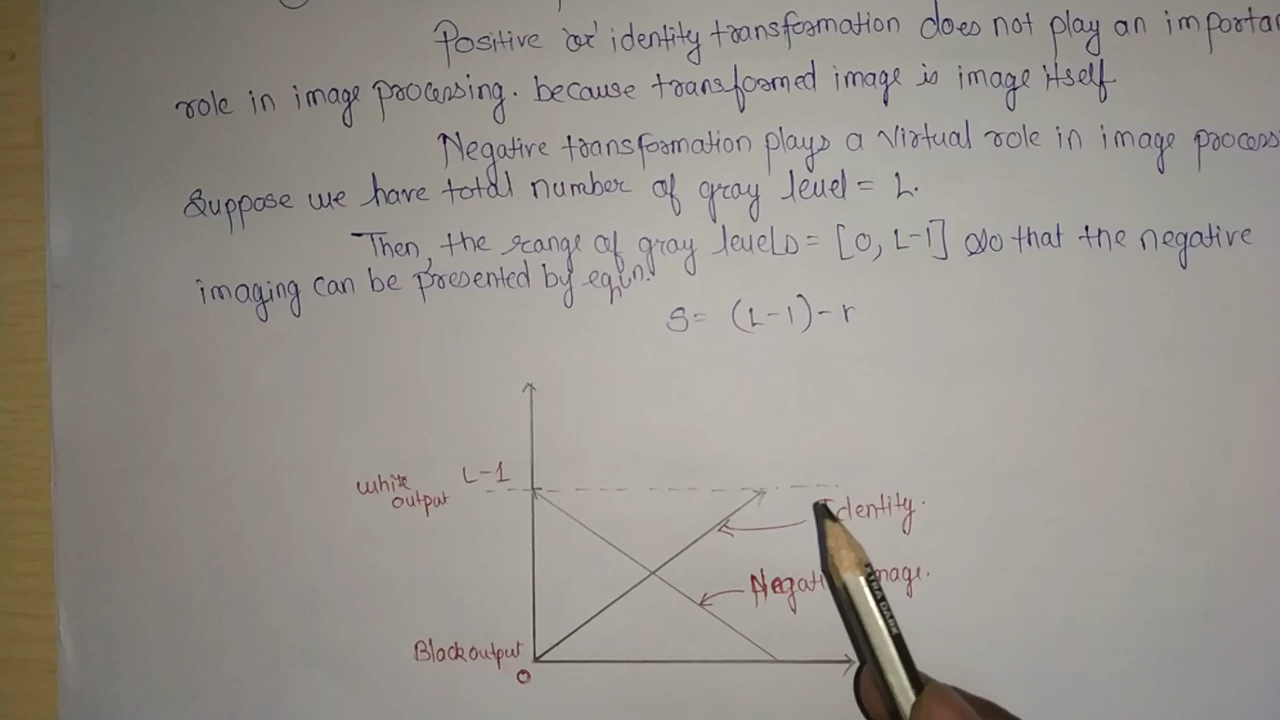 Positive or identity transformation does not play an importa
role in image processing. because transformed image is image itself
Negative transformation plays a virtual role in image process
Suppose we have total number of gray level = L.
Then, the range of gray levels = [0, L-1] so that the negative
imaging can be presented by eqn.
S = (L-1) - r
L-1
white
output
Identity.
Negati mage.
Black output
0
TURA DARK